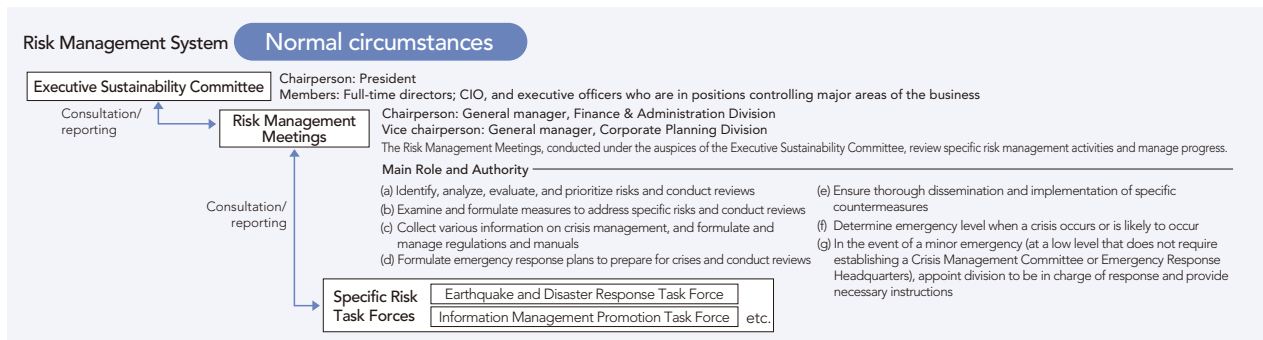 Risk Management System Normal circumstances
Executive Sustainability Committee
Chairperson: President
Members: Full-time directors; CIO, and executive officers who are in positions controlling major areas of the business
Consultation/
reporting
Risk Management
Meetings
Chairperson: General manager, Finance & Administration Division
Vice chairperson: General manager, Corporate Planning Division
The Risk Management Meetings, conducted under the auspices of the Executive Sustainability Committee, review specific risk management activities and manage progress.
Main Role and Authority
(a) Identify, analyze, evaluate, and prioritize risks and conduct reviews
(b) Examine and formulate measures to address specific risks and conduct reviews
(c) Collect various information on crisis management, and formulate and
manage regulations and manuals
(d) Formulate emergency response plans to prepare for crises and conduct reviews
(e) Ensure thorough dissemination and implementation of specific
countermeasures
(f) Determine emergency level when a crisis occurs or is likely to occur
(g) In the event of a minor emergency (at a low level that does not require
establishing a Crisis Management Committee or Emergency Response
Headquarters), appoint division to be in charge of response and provide
necessary instructions
Consultation/
reporting
Specific Risk
Task Forces
Earthquake and Disaster Response Task Force
Information Management Promotion Task Force
etc.